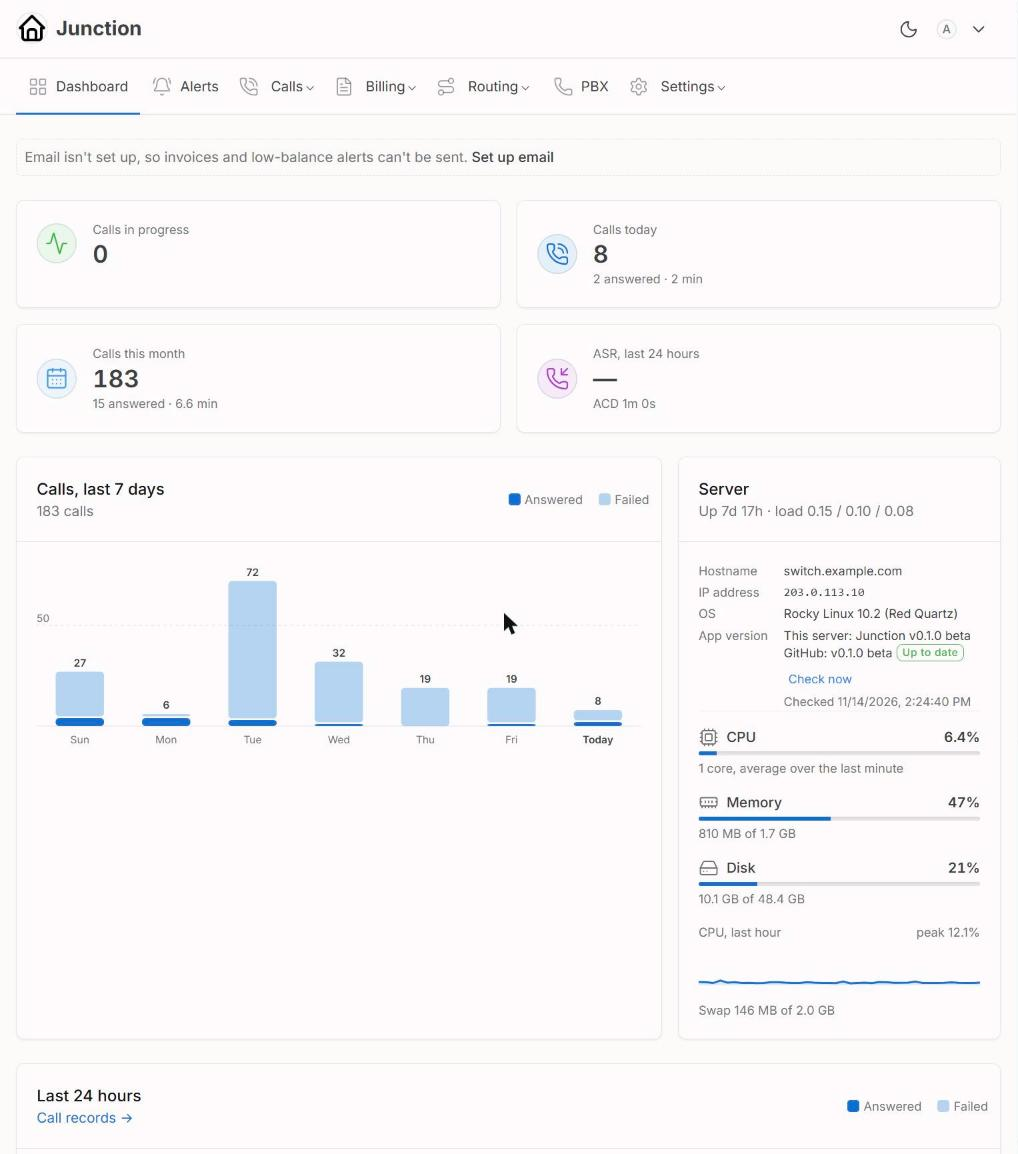 Junction
A
Dashboard
Alerts
Calls
Billing
Routing
PBX
Settings
Email isn't set up, so invoices and low-balance alerts can't be sent. Set up email
Calls in progress
0
Calls today
8
2 answered · 2 min
Calls this month
183
15 answered · 6.6 min
ASR, last 24 hours
—
ACD 1m 0s
Calls, last 7 days
183 calls
Answered
Failed
50
27
6
72
32
19
19
8
Sun
Mon
Tue
Wed
Thu
Fri
Today
Server
Up 7d 17h · load 0.15 / 0.10 / 0.08
Hostname switch.example.com
IP address 203.0.113.10
OS Rocky Linux 10.2 (Red Quartz)
App version This server: Junction v0.1.0 beta
GitHub: v0.1.0 beta Up to date
Check now
Checked 11/14/2026, 2:24:40 PM
CPU 6.4%
1 core, average over the last minute
Memory 47%
810 MB of 1.7 GB
Disk 21%
10.1 GB of 48.4 GB
CPU, last hour peak 12.1%
Swap 146 MB of 2.0 GB
Last 24 hours
Call records →
Answered
Failed